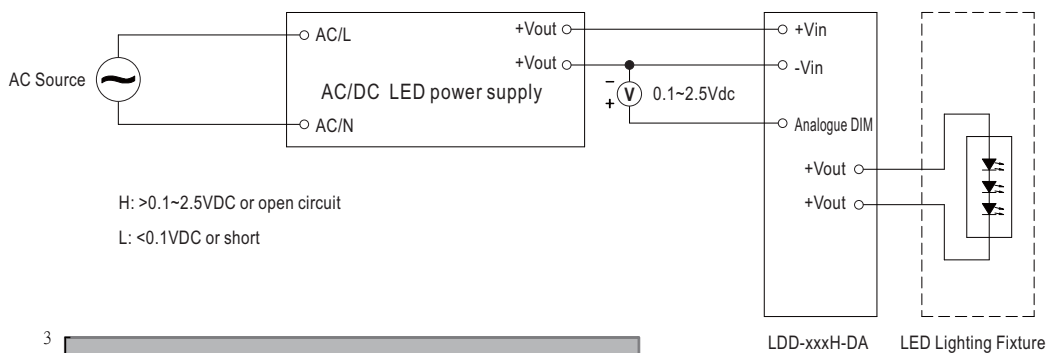 AC Source
AC/L
AC/N
+Vout
+Vout
AC/DC LED power supply
−
+
V
0.1~2.5Vdc
+Vin
-Vin
Analogue DIM
+Vout
+Vout
H: >0.1~2.5VDC or open circuit
L: <0.1VDC or short
LDD-xxxH-DA
LED Lighting Fixture
3